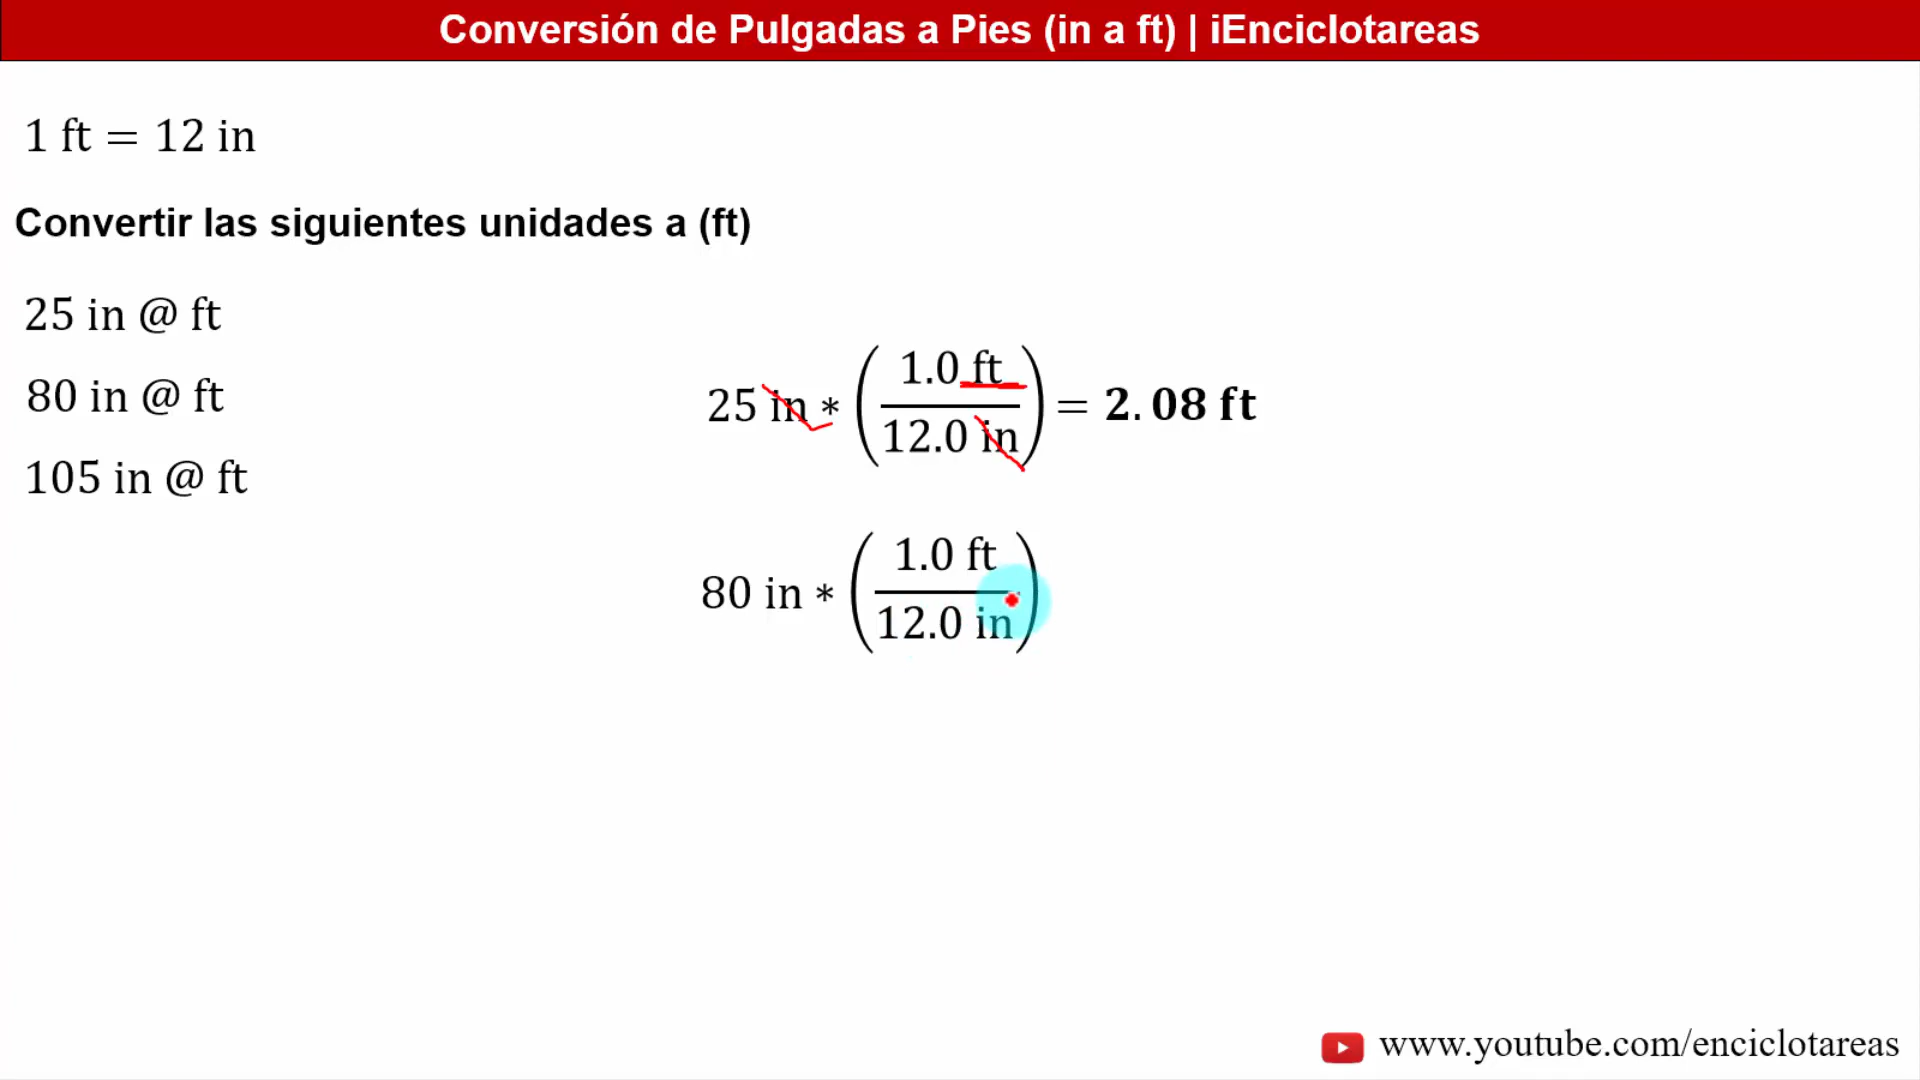 Conversión de Pulgadas a Pies (in a ft) | iEnciclotareas
1 ft = 12 in
Convertir las siguientes unidades a (ft)
25 in @ ft
80 in @ ft
105 in @ ft
25 in ∗ (1.0 ft / 12.0 in) = 2.08 ft
80 in ∗ (1.0 ft / 12.0 in)
www.youtube.com/enciclotareas